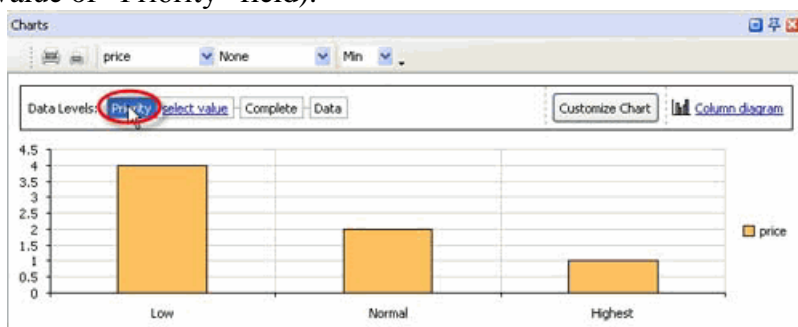 value of "Priority" field).
Charts
price None Min
Data Levels: Priority select value Complete Data Customize Chart Column diagram
4.5
4
3.5
3
2.5
2
1.5
1
0.5
0
price
Low Normal Highest